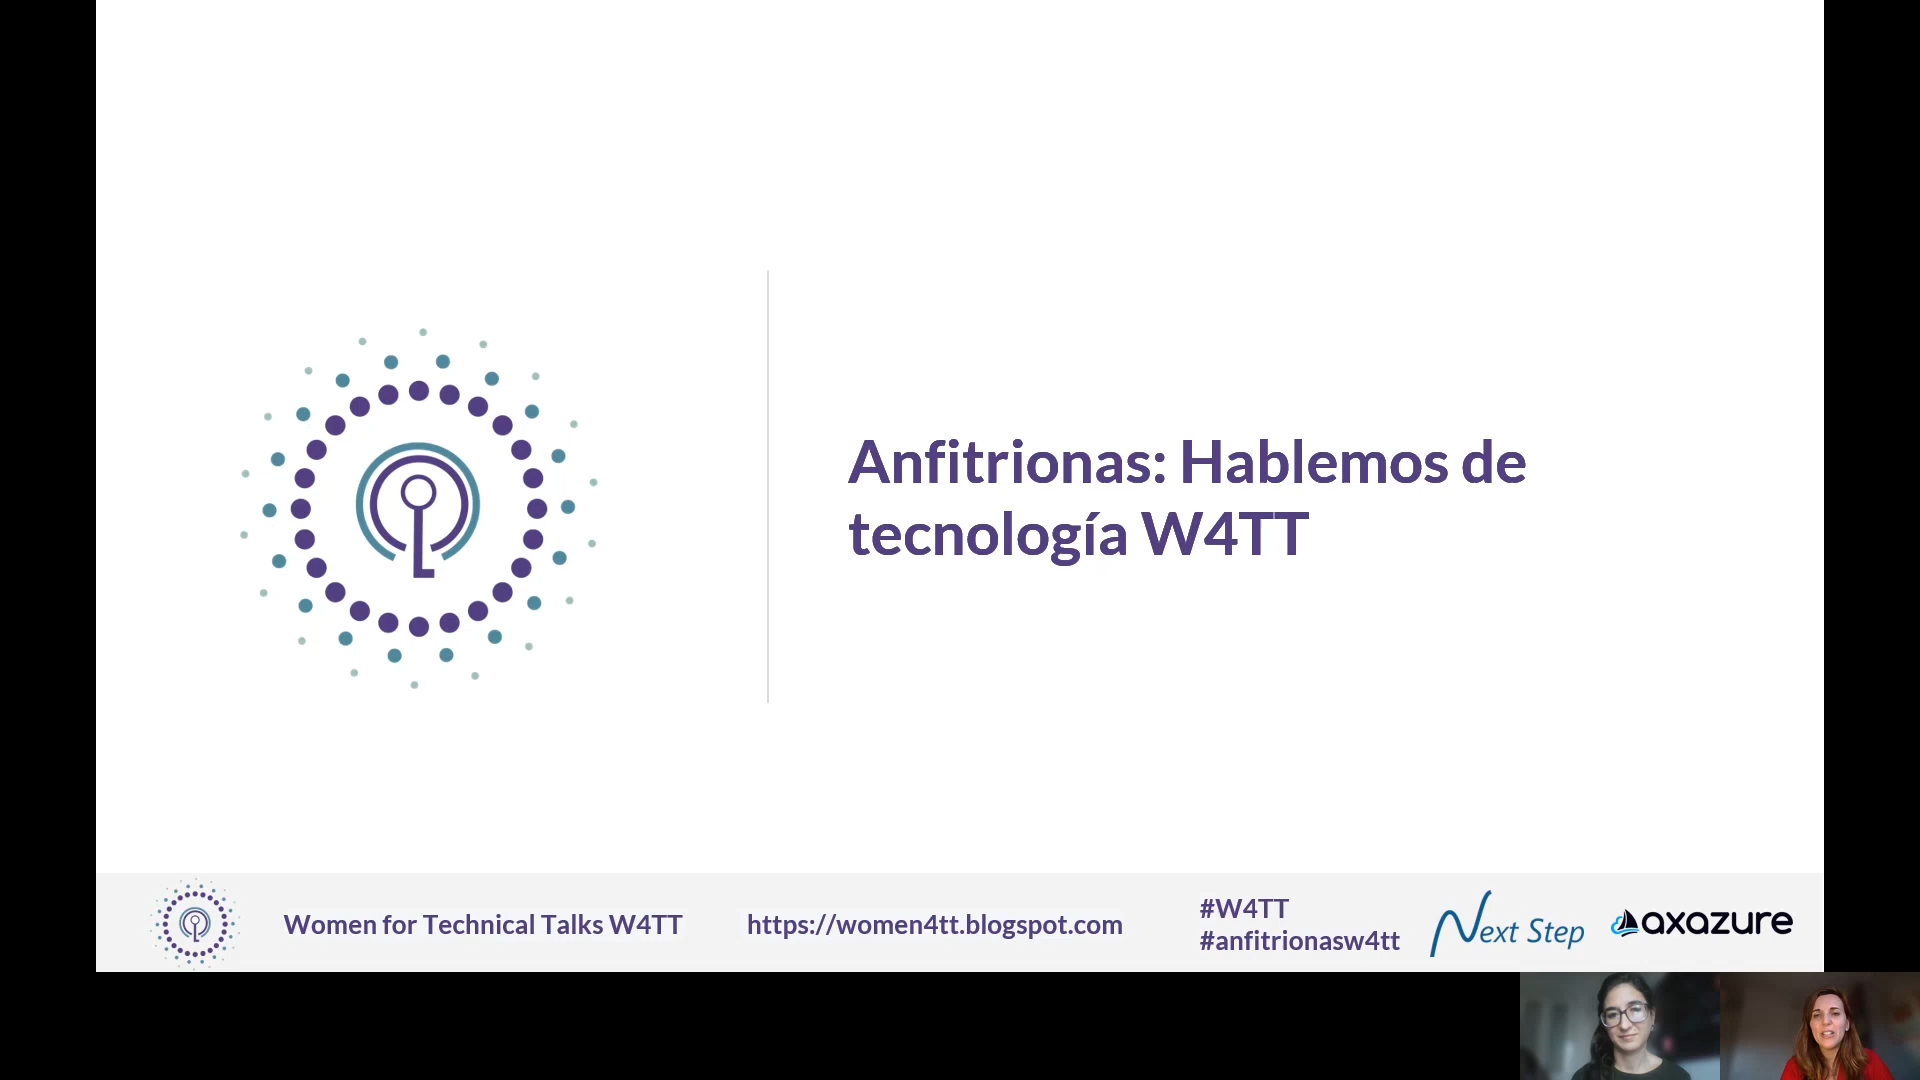 Anfitrionas: Hablemos de
tecnología W4TT
Women for Technical Talks W4TT
https://women4tt.blogspot.com
#W4TT
#anfitrionasw4tt
Next Step
axazure